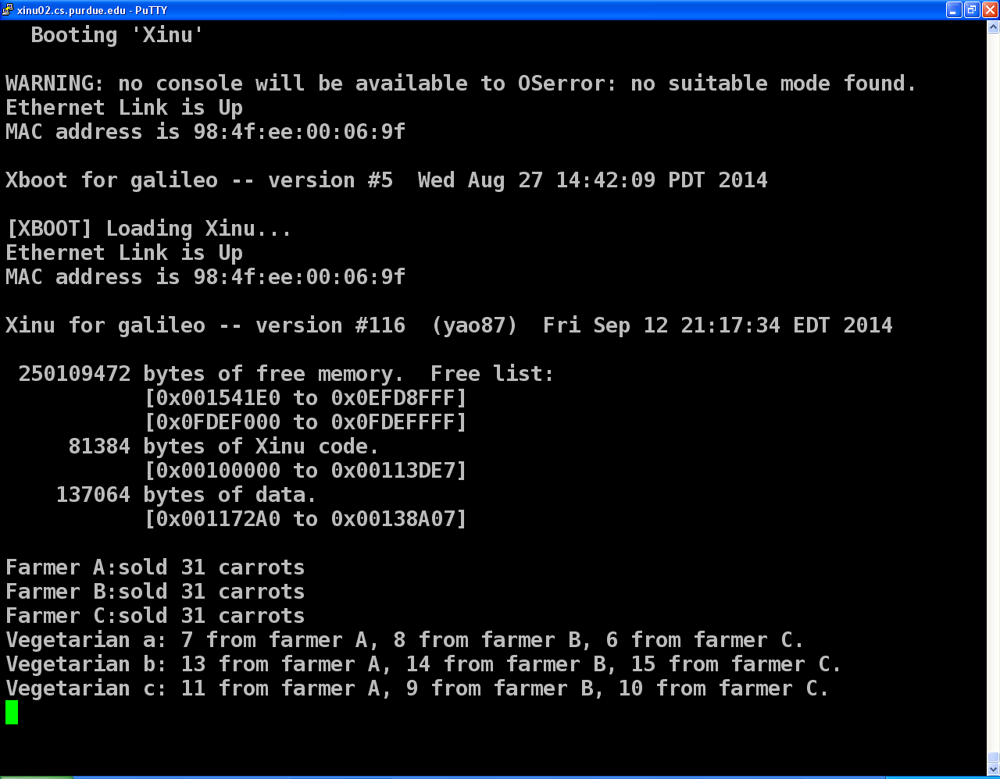 xinu02.cs.purdue.edu - PuTTY
Booting 'Xinu'
WARNING: no console will be available to OSerror: no suitable mode found.
Ethernet Link is Up
MAC address is 98:4f:ee:00:06:9f
Xboot for galileo -- version #5  Wed Aug 27 14:42:09 PDT 2014
[XBOOT] Loading Xinu...
Ethernet Link is Up
MAC address is 98:4f:ee:00:06:9f
Xinu for galileo -- version #116  (yao87)  Fri Sep 12 21:17:34 EDT 2014
250109472 bytes of free memory.  Free list:
[0x001541E0 to 0x0EFD8FFF]
[0x0FDEF000 to 0x0FDEFFFF]
81384 bytes of Xinu code.
[0x00100000 to 0x00113DE7]
137064 bytes of data.
[0x001172A0 to 0x00138A07]
Farmer A:sold 31 carrots
Farmer B:sold 31 carrots
Farmer C:sold 31 carrots
Vegetarian a: 7 from farmer A, 8 from farmer B, 6 from farmer C.
Vegetarian b: 13 from farmer A, 14 from farmer B, 15 from farmer C.
Vegetarian c: 11 from farmer A, 9 from farmer B, 10 from farmer C.